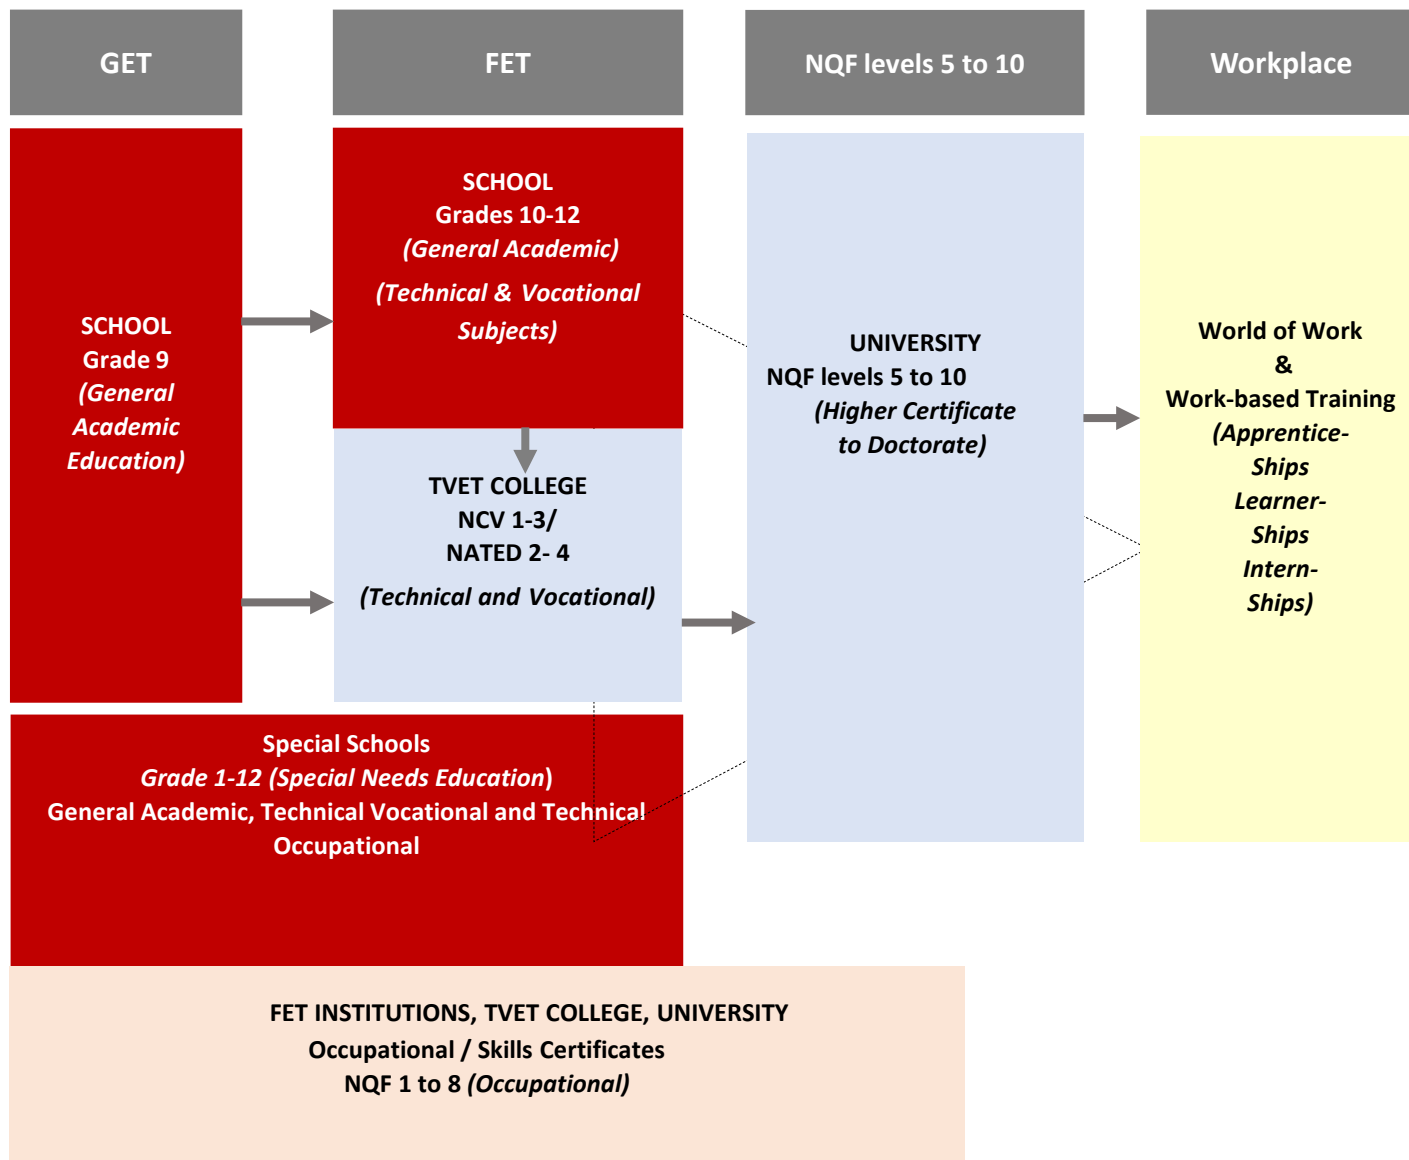 GET
FET
NQF levels 5 to 10
Workplace
SCHOOL
Grade 9
(General
Academic
Education)
SCHOOL
Grades 10-12
(General Academic)
(Technical & Vocational
Subjects)
TVET COLLEGE
NCV 1-3/
NATED 2- 4
(Technical and Vocational)
UNIVERSITY
NQF levels 5 to 10
(Higher Certificate
to Doctorate)
World of Work
&
Work-based Training
(Apprentice-
Ships
Learner-
Ships
Intern-
Ships)
Special Schools
Grade 1-12 (Special Needs Education)
General Academic, Technical Vocational and Technical
Occupational
FET INSTITUTIONS, TVET COLLEGE, UNIVERSITY
Occupational / Skills Certificates
NQF 1 to 8 (Occupational)